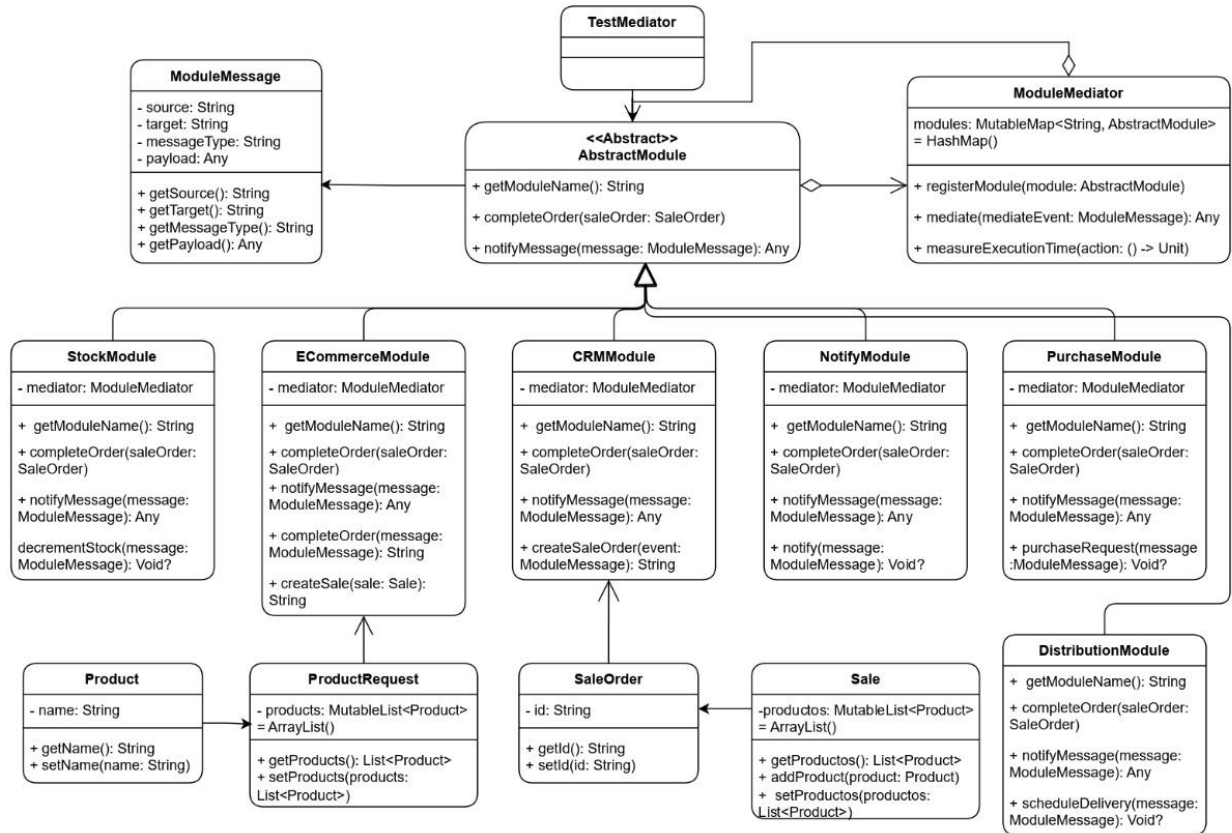 TestMediator
ModuleMessage
- source: String
- target: String
- messageType: String
- payload: Any
+ getSource(): String
+ getTarget(): String
+ getMessageType(): String
+ getPayload(): Any
<<Abstract>>
AbstractModule
+ getModuleName(): String
+ completeOrder(saleOrder: SaleOrder)
+ notifyMessage(message: ModuleMessage): Any
ModuleMediator
modules: MutableMap<String, AbstractModule>
= HashMap()
+ registerModule(module: AbstractModule)
+ mediate(mediateEvent: ModuleMessage): Any
+ measureExecutionTime(action: () -> Unit)
StockModule
- mediator: ModuleMediator
+ getModuleName(): String
+ completeOrder(saleOrder:
SaleOrder)
+ notifyMessage(message:
ModuleMessage): Any
decrementStock(message:
ModuleMessage): Void?
ECommerceModule
- mediator: ModuleMediator
+ getModuleName(): String
+ completeOrder(saleOrder:
SaleOrder)
+ notifyMessage(message:
ModuleMessage): Any
+ completeOrder(message:
ModuleMessage): String
+ createSale(sale: Sale):
String
CRMModule
- mediator: ModuleMediator
+ getModuleName(): String
+ completeOrder(saleOrder:
SaleOrder)
+ notifyMessage(message:
ModuleMessage): Any
+ createSaleOrder(event:
ModuleMessage): String
NotifyModule
- mediator: ModuleMediator
+ getModuleName(): String
+ completeOrder(saleOrder:
SaleOrder)
+ notifyMessage(message:
ModuleMessage): Any
+ notify(message:
ModuleMessage): Void?
PurchaseModule
- mediator: ModuleMediator
+ getModuleName(): String
+ completeOrder(saleOrder:
SaleOrder)
+ notifyMessage(message:
ModuleMessage): Any
+ purchaseRequest(message
:ModuleMessage): Void?
Product
- name: String
+ getName(): String
+ setName(name: String)
ProductRequest
- products: MutableList<Product>
= ArrayList()
+ getProducts(): List<Product>
+ setProducts(products:
List<Product>)
SaleOrder
- id: String
+ getId(): String
+ setId(id: String)
Sale
-productos: MutableList<Product>
= ArrayList()
+ getProductos(): List<Product>
+ addProduct(product: Product)
+ setProductos(productos:
List<Product>)
DistributionModule
+ getModuleName(): String
+ completeOrder(saleOrder:
SaleOrder)
+ notifyMessage(message:
ModuleMessage): Any
+ scheduleDelivery(message:
ModuleMessage): Void?